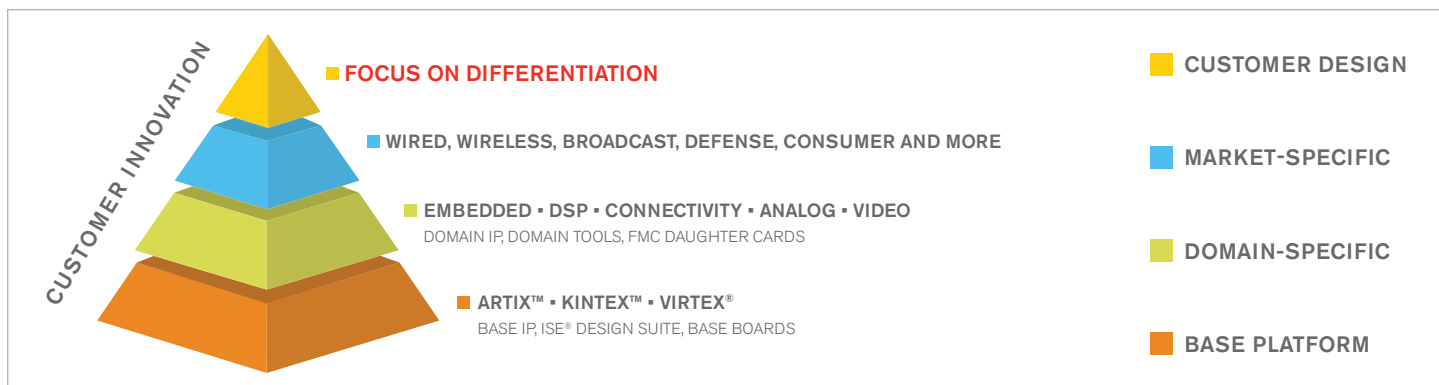 CUSTOMER INNOVATION
FOCUS ON DIFFERENTIATION
WIRED, WIRELESS, BROADCAST, DEFENSE, CONSUMER AND MORE
EMBEDDED ▪ DSP ▪ CONNECTIVITY ▪ ANALOG ▪ VIDEO
DOMAIN IP, DOMAIN TOOLS, FMC DAUGHTER CARDS
ARTIX™ ▪ KINTEX™ ▪ VIRTEX®
BASE IP, ISE® DESIGN SUITE, BASE BOARDS
CUSTOMER DESIGN
MARKET-SPECIFIC
DOMAIN-SPECIFIC
BASE PLATFORM